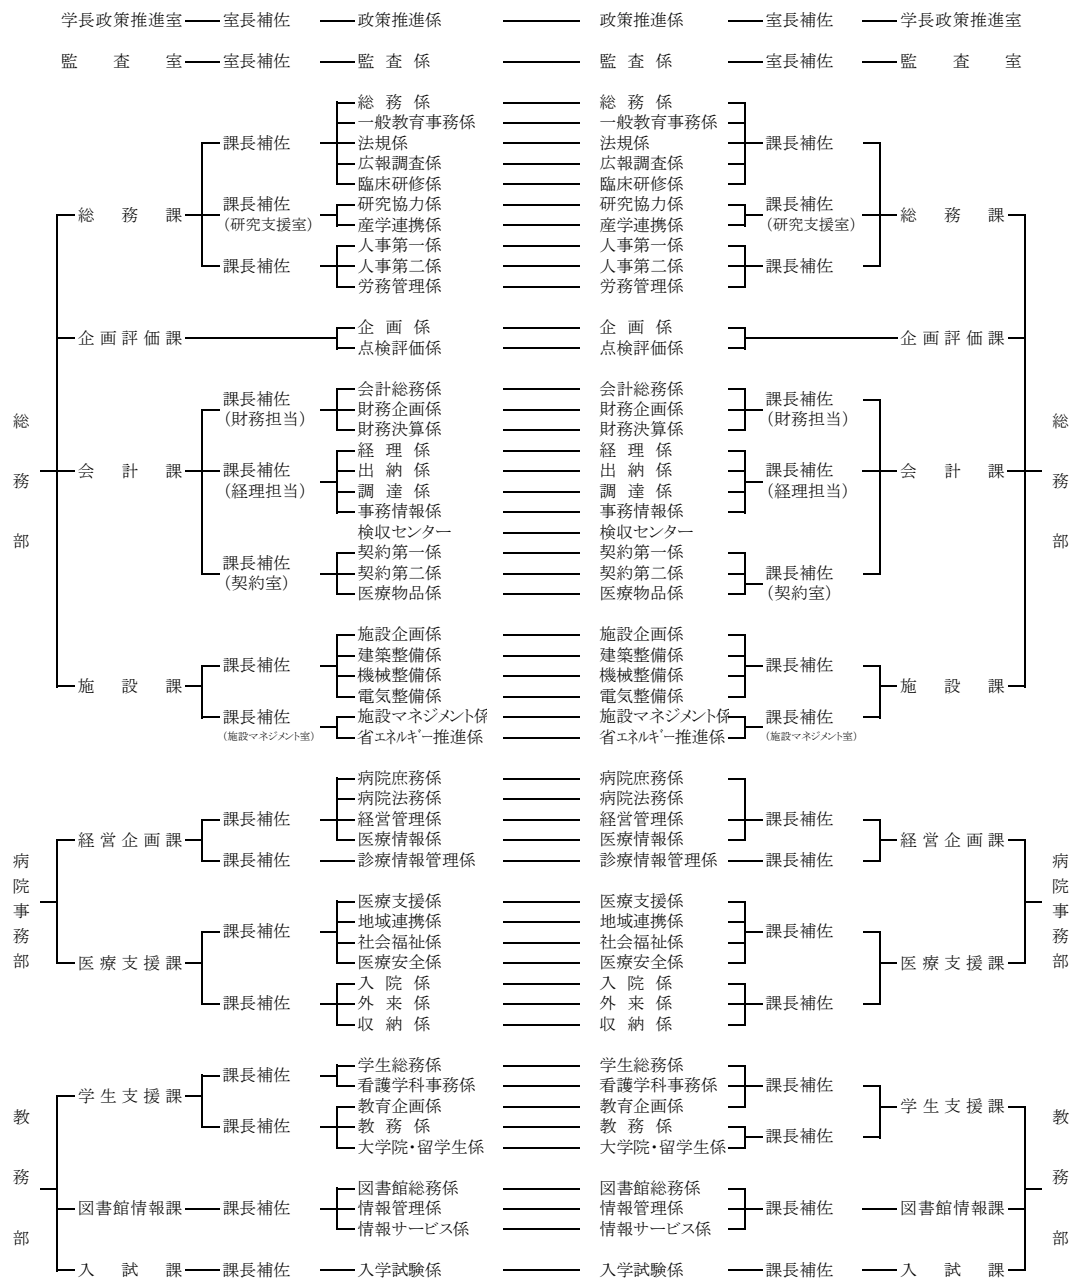 学長政策推進室 室長補佐 政策推進係 政策推進係 室長補佐 学長政策推進室
監査室 室長補佐 監査係 監査係 室長補佐 監査室
総務係 総務係
一般教育事務係 一般教育事務係
課長補佐 法規係 法規係 課長補佐
広報調査係 広報調査係
臨床研修係 臨床研修係
課長補佐 研究協力係 研究協力係 課長補佐
総務課 総務課
(研究支援室) 産学連携係 産学連携係 (研究支援室)
人事第一係 人事第一係
課長補佐 人事第二係 人事第二係 課長補佐
労務管理係 労務管理係
企画係 企画係
企画評価課 企画評価課
点検評価係 点検評価係
会計総務係 会計総務係
課長補佐 課長補佐
財務企画係 財務企画係
(財務担当) (財務担当)
財務決算係 財務決算係
経理係 経理係
総務部 会計課 課長補佐 出納係 出納係 課長補佐 会計課 総務部
(経理担当) 調達係 調達係 (経理担当)
事務情報係 事務情報係
検収センター 検収センター
契約第一係 契約第一係
課長補佐
契約第二係 契約第二係 課長補佐
(契約室)
医療物品係 医療物品係 (契約室)
施設企画係 施設企画係
建築整備係 建築整備係
課長補佐 課長補佐
機械整備係 機械整備係
施設課 施設課
電気整備係 電気整備係
課長補佐 施設マネジメント係 施設マネジメント係 課長補佐
(施設マネジメント室) 省エネルギー推進係 省エネルギー推進係 (施設マネジメント室)
病院庶務係 病院庶務係
病院法務係 病院法務係
課長補佐 経営管理係 経営管理係 課長補佐
経営企画課 医療情報係 医療情報係 経営企画課
課長補佐 診療情報管理係 診療情報管理係 課長補佐
病院事務部 病院事務部
医療支援係 医療支援係
地域連携係 地域連携係
課長補佐 課長補佐
社会福祉係 社会福祉係
医療支援課 医療安全係 医療安全係 医療支援課
入院係 入院係
課長補佐 外来係 外来係 課長補佐
収納係 収納係
学生総務係 学生総務係
課長補佐
看護学科事務係 看護学科事務係 課長補佐
学生支援課
教育企画係 教育企画係 学生支援課
課長補佐 教務係 教務係
課長補佐
大学院・留学生係 大学院・留学生係
教務部 教務部
図書館総務係 図書館総務係
図書館情報課 課長補佐 情報管理係 情報管理係 課長補佐 図書館情報課
情報サービス係 情報サービス係
入試課 課長補佐 入学試験係 入学試験係 課長補佐 入試課